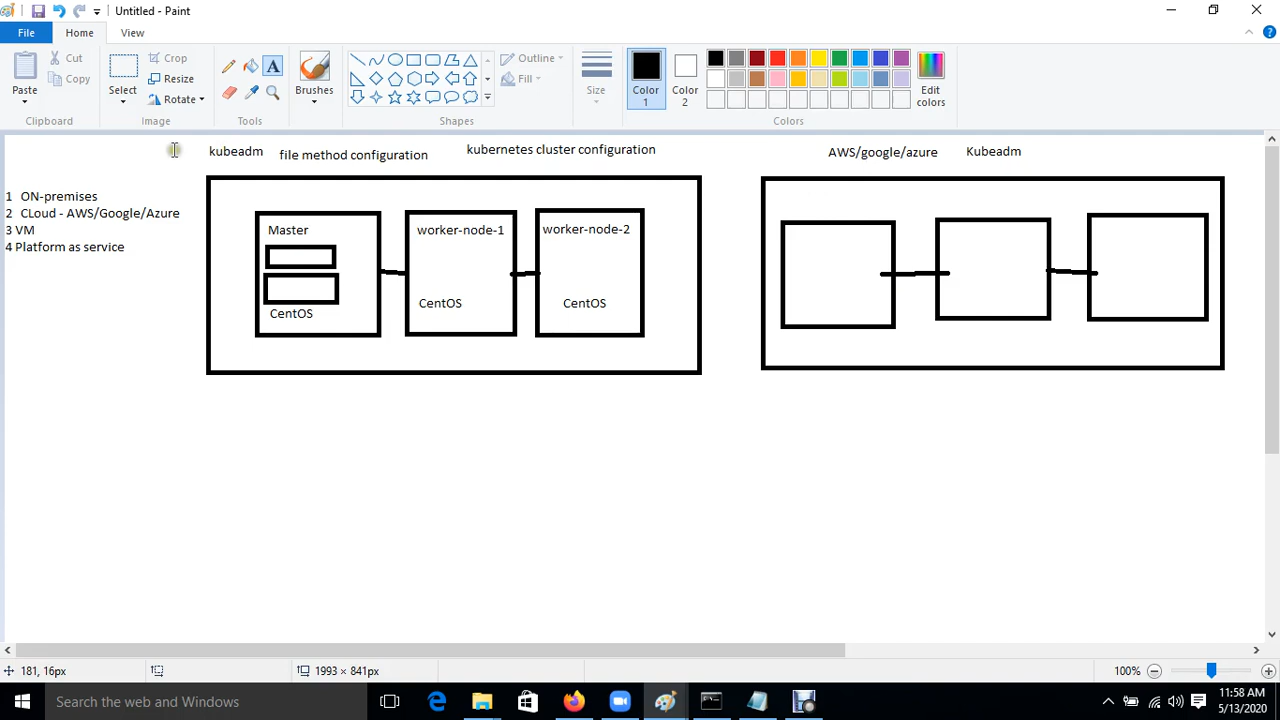 Untitled - Paint
File
Home
View
Paste
Cut
Copy
Clipboard
Select
Crop
Resize
Rotate
Image
A
Tools
Brushes
Outline
Fill
Shapes
Size
Color
1
Color
2
Edit
colors
Colors
kubeadm
file method configuration
kubernetes cluster configuration
AWS/google/azure
Kubeadm
1 ON-premises
2 CLoud - AWS/Google/Azure
3 VM
4 Platform as service
Master
CentOS
worker-node-1
CentOS
worker-node-2
CentOS
181, 16px
1993 × 841px
100%
Search the web and Windows
11:58 AM
5/13/2020